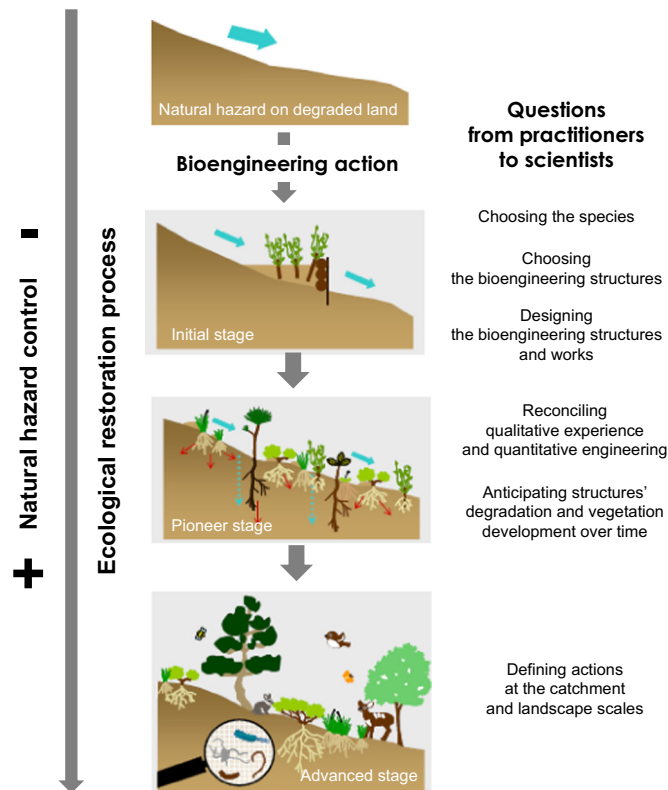 Natural hazard on degraded land
Questions
from practitioners
to scientists
Bioengineering action
Choosing the species
Choosing
the bioengineering structures
Designing
the bioengineering structures
and works
Initial stage
- 
Natural hazard control
+
Ecological restoration process
Reconciling
qualitative experience
and quantitative engineering
Anticipating structures’
degradation and vegetation
development over time
Pioneer stage
Defining actions
at the catchment
and landscape scales
Advanced stage